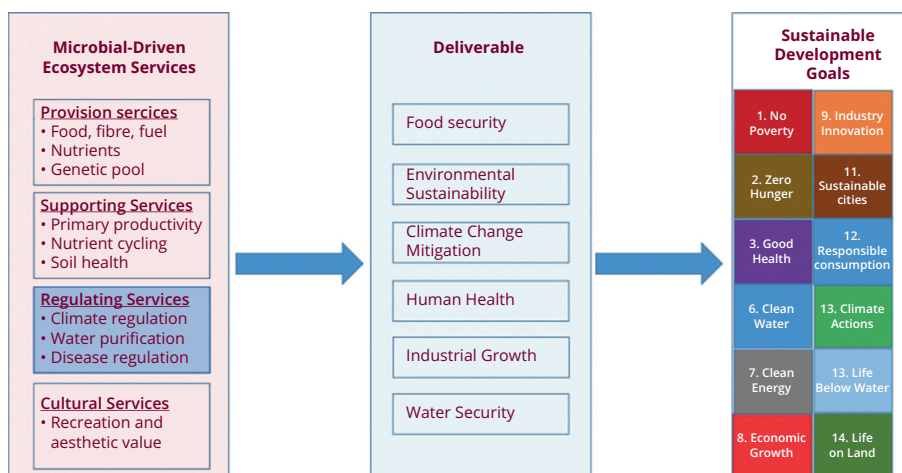 Microbial-Driven
Ecosystem Services
Provision services
• Food, fibre, fuel
• Nutrients
• Genetic pool
Supporting Services
• Primary productivity
• Nutrient cycling
• Soil health
Regulating Services
• Climate regulation
• Water purification
• Disease regulation
Cultural Services
• Recreation and
aesthetic value
Deliverable
Food security
Environmental
Sustainability
Climate Change
Mitigation
Human Health
Industrial Growth
Water Security
Sustainable
Development
Goals
1. No
Poverty
9. Industry
Innovation
2. Zero
Hunger
11.
Sustainable
cities
3. Good
Health
12.
Responsible
consumption
6. Clean
Water
13. Climate
Actions
7. Clean
Energy
13. Life
Below Water
8. Economic
Growth
14. Life
on Land